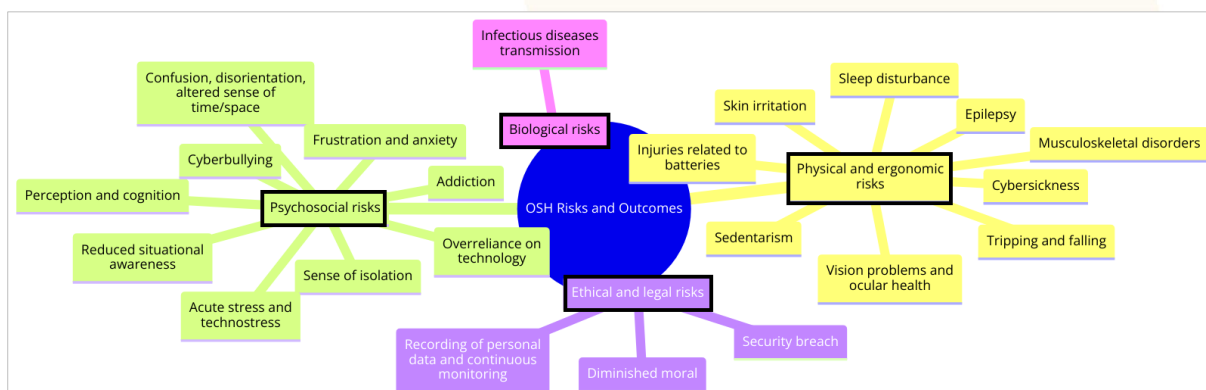 Infectious diseases
transmission
Biological risks
OSH Risks and Outcomes
Confusion, disorientation,
altered sense of
time/space
Frustration and anxiety
Cyberbullying
Addiction
Perception and cognition
Psychosocial risks
Reduced situational
awareness
Overreliance on
technology
Sense of isolation
Acute stress and
technostress
Sleep disturbance
Skin irritation
Epilepsy
Injuries related to
batteries
Musculoskeletal disorders
Physical and ergonomic
risks
Cybersickness
Sedentarism
Tripping and falling
Vision problems and
ocular health
Ethical and legal risks
Recording of personal
data and continuous
monitoring
Diminished moral
Security breach